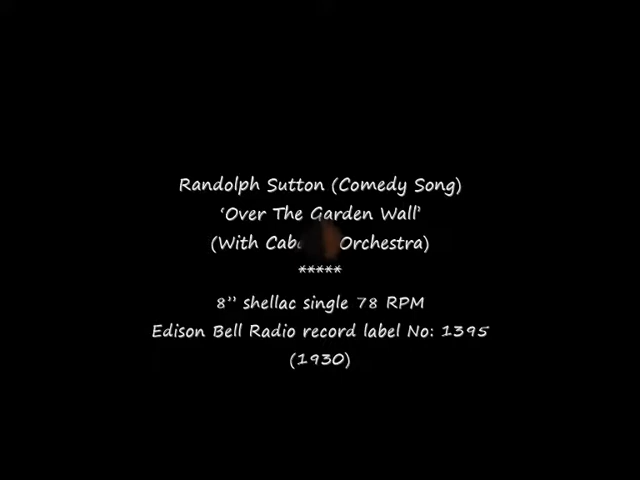 Randolph Sutton (Comedy Song)
‘Over The Garden Wall’
(With Orchestra)
*****
8” shellac single 78 RPM
Edison Bell Radio record label No: 1395
(1930)